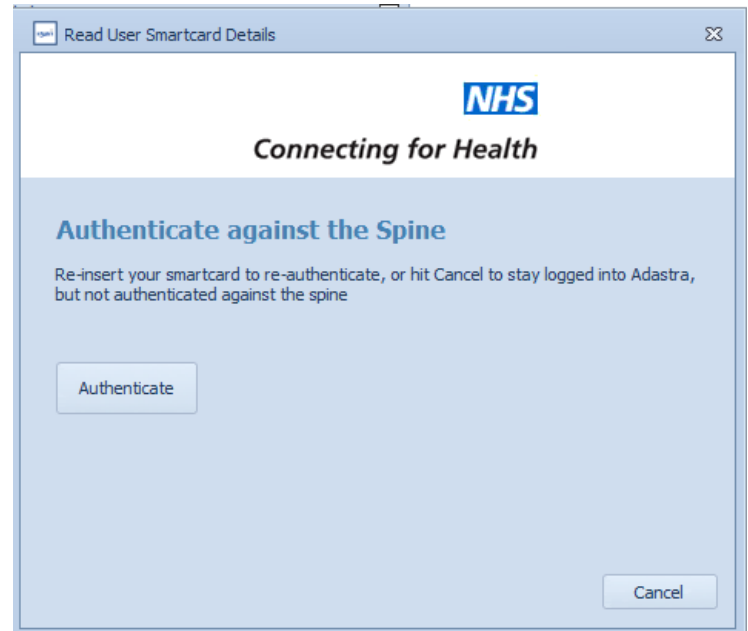 Read User Smartcard Details
NHS
Connecting for Health
Authenticate against the Spine
Re-insert your smartcard to re-authenticate, or hit Cancel to stay logged into Adastra,
but not authenticated against the spine
Authenticate
Cancel